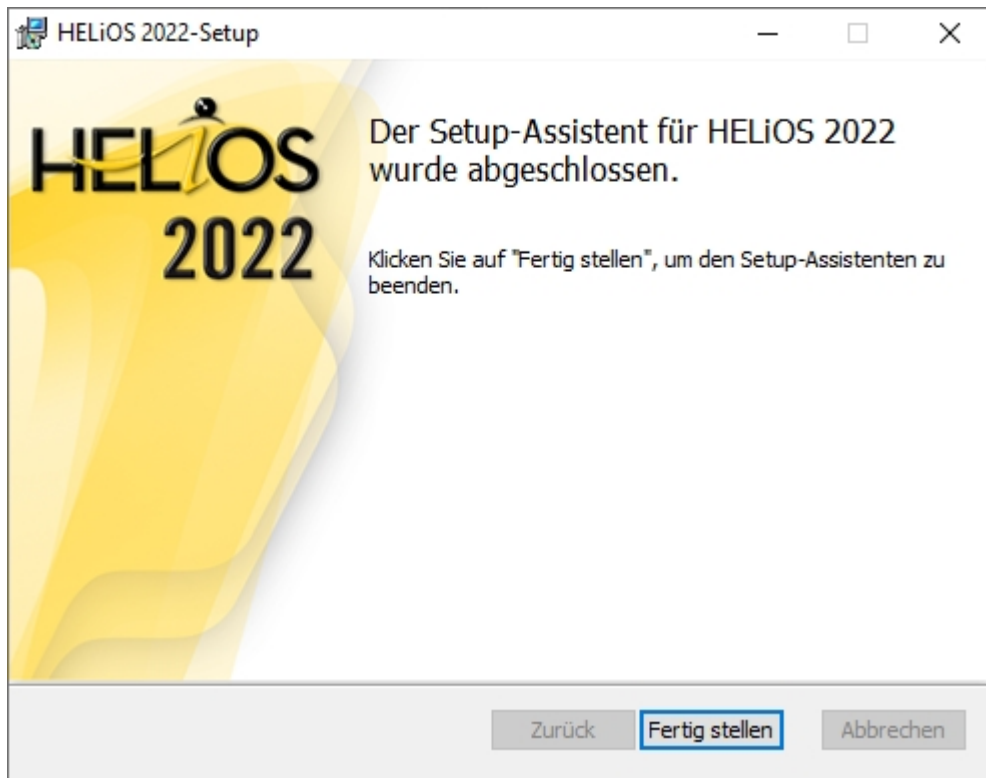 HELiOS 2022-Setup
HELiOS
2022
Der Setup-Assistent für HELiOS 2022
wurde abgeschlossen.
Klicken Sie auf "Fertig stellen", um den Setup-Assistenten zu
beenden.
Zurück
Fertig stellen
Abbrechen